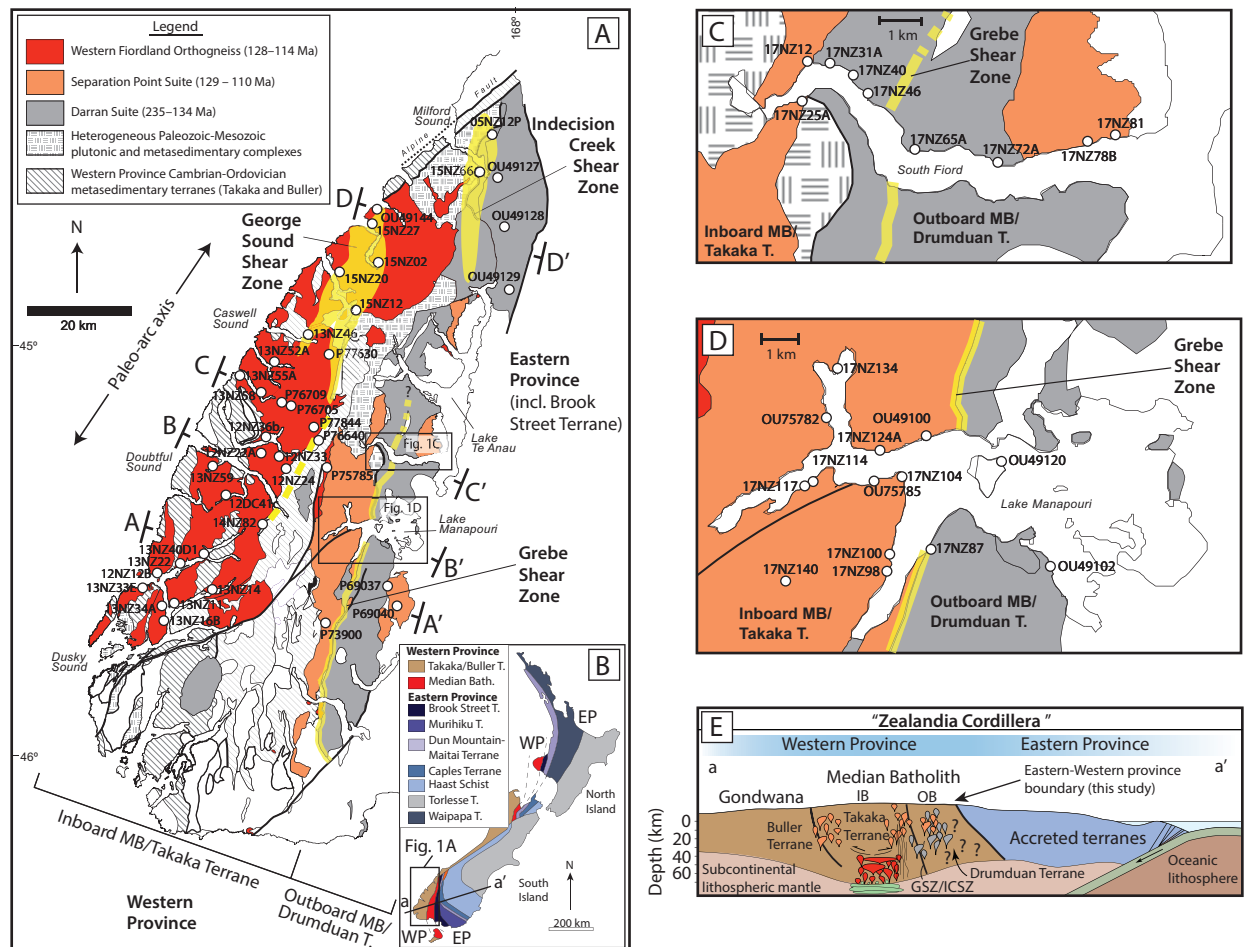 Legend
Western Fiordland Orthogneiss (128–114 Ma)
Separation Point Suite (129 – 110 Ma)
Darran Suite (235–134 Ma)
Heterogeneous Paleozoic-Mesozoic
plutonic and metasedimentary complexes
Western Province Cambrian-Ordovician
metasedimentary terranes (Takaka and Buller)
168°
A
N
20 km
Paleo-arc axis
Milford
Sound
Alpine
Fault
05NZ12P
Indecision
Creek
Shear
Zone
15NZ66
OU49127
D
OU49144
15NZ27
OU49128
George
Sound
Shear
Zone
15NZ02
D'
15NZ20
OU49129
15NZ12
Caswell
Sound
13NZ46
-45°
13NZ52A
P77630
C
13NZ55A
13NZ58
P76709
P76705
Eastern
Province
(incl. Brook
Street Terrane)
?
B
12NZ36b
P77844
P76640
Fig. 1C
Lake
Te Anau
Doubtful
Sound
12NZ22A
12NZ33
13NZ59
12NZ24
P75785
C'
12DC41c
Fig. 1D
A
14NZ82
Lake
Manapouri
13NZ40D1
13NZ22
B'
12NZ12B
Grebe
Shear
Zone
13NZ33E
13NZ14
P69037
13NZ34A
13NZ11
P69040
A'
13NZ16B
P73900
Dusky
Sound
-46°
Inboard MB/Takaka Terrane
Outboard MB/
Drumduan T.
Western
Province
B
Western Province
Takaka/Buller T.
Median Bath.
Eastern Province
Brook Street T.
Murihiku T.
Dun Mountain-
Maitai Terrane
Caples Terrane
Haast Schist
Torlesse T.
Waipapa T.
EP
WP
North
Island
Fig. 1A
a'
N
South
Island
a
200 km
WP
EP
C
1 km
Grebe
Shear
Zone
17NZ12
17NZ31A
17NZ40
17NZ46
17NZ25A
17NZ81
17NZ65A
17NZ72A
17NZ78B
South Fiord
Inboard MB/
Takaka T.
Outboard MB/
Drumduan T.
D
1 km
Grebe
Shear
Zone
17NZ134
OU75782
OU49100
17NZ124A
17NZ114
OU49120
17NZ104
17NZ117
OU75785
Lake Manapouri
17NZ100
17NZ87
17NZ140
17NZ98
OU49102
Inboard MB/
Takaka T.
Outboard MB/
Drumduan T.
E
"Zealandia Cordillera "
Western Province
Eastern Province
a
a'
Median Batholith
Eastern-Western province
boundary (this study)
Gondwana
IB
OB
Depth (km)
0
20
40
60
Buller
Terrane
Takaka
Terrane
?
?
?
?
Accreted terranes
Drumduan Terrane
Subcontinental
lithospheric mantle
GSZ/ICSZ
Oceanic
lithosphere